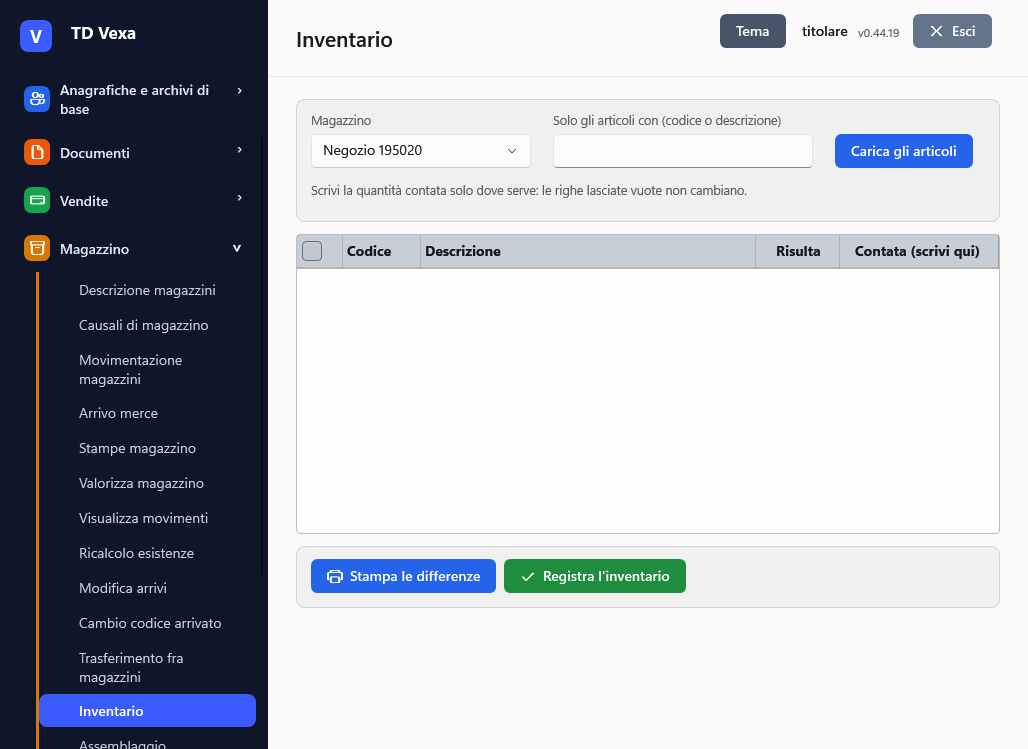 V
TD Vexa
Anagrafiche e archivi di
base
Documenti
Vendite
Magazzino
Descrizione magazzini
Causali di magazzino
Movimentazione
magazzini
Arrivo merce
Stampe magazzino
Valorizza magazzino
Visualizza movimenti
Ricalcolo esistenze
Modifica arrivi
Cambio codice arrivato
Trasferimento fra
magazzini
Inventario
Assemblaggio
Inventario
Tema titolare v0.44.19 Esci
Magazzino Solo gli articoli con (codice o descrizione)
Negozio 195020 Carica gli articoli
Scrivi la quantità contata solo dove serve: le righe lasciate vuote non cambiano.
Codice Descrizione Risulta Contata (scrivi qui)
Stampa le differenze Registra l'inventario